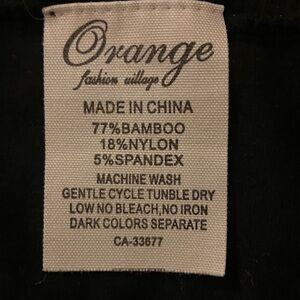 Orange
fashion uillage
MADE IN CHINA
77%BAMBOO
18%NYLON
5%SPANDEX
MACHINE WASH
GENTLE CYCLE TUNBLE DRY
LOW NO BLEACH,NO IRON
DARK COLORS SEPARATE
CA-33677